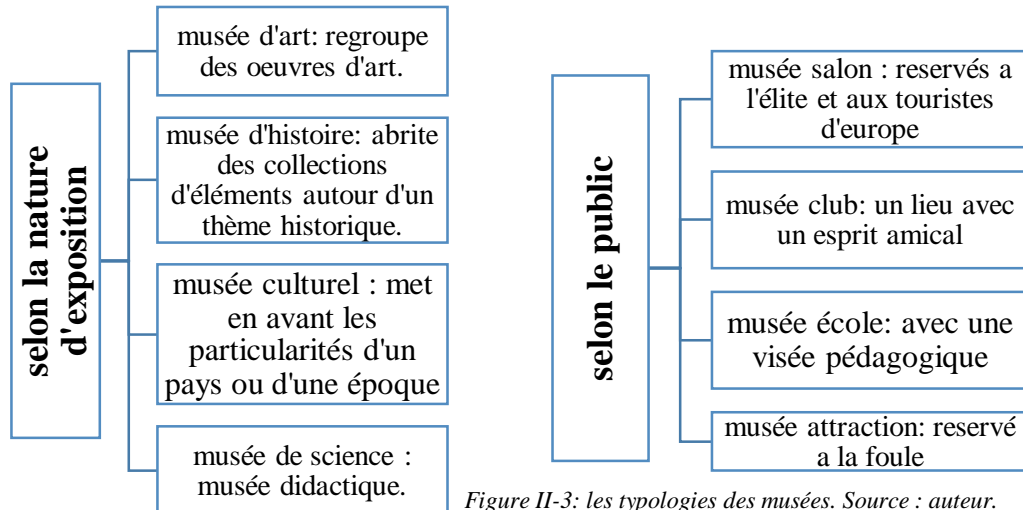 selon la nature
d'exposition
musée d'art: regroupe
des oeuvres d'art.
musée d'histoire: abrite
des collections
d'éléments autour d'un
thème historique.
musée culturel : met
en avant les
particularités d'un
pays ou d'une époque
musée de science :
musée didactique.
selon le public
musée salon : reservés a
l'élite et aux touristes
d'europe
musée club: un lieu avec
un esprit amical
musée école: avec une
visée pédagogique
musée attraction: reservé
a la foule
Figure II-3: les typologies des musées. Source : auteur.